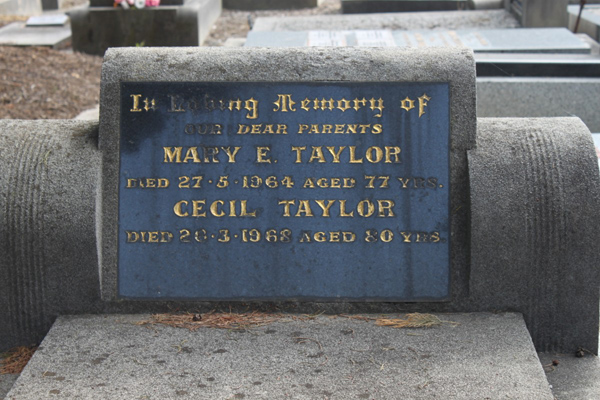 In Loving Memory of
OUR DEAR PARENTS
MARY E. TAYLOR
DIED 27·5·1964 AGED 77 YRS.
CECIL TAYLOR
DIED 20·3·1968 AGED 80 YRS.